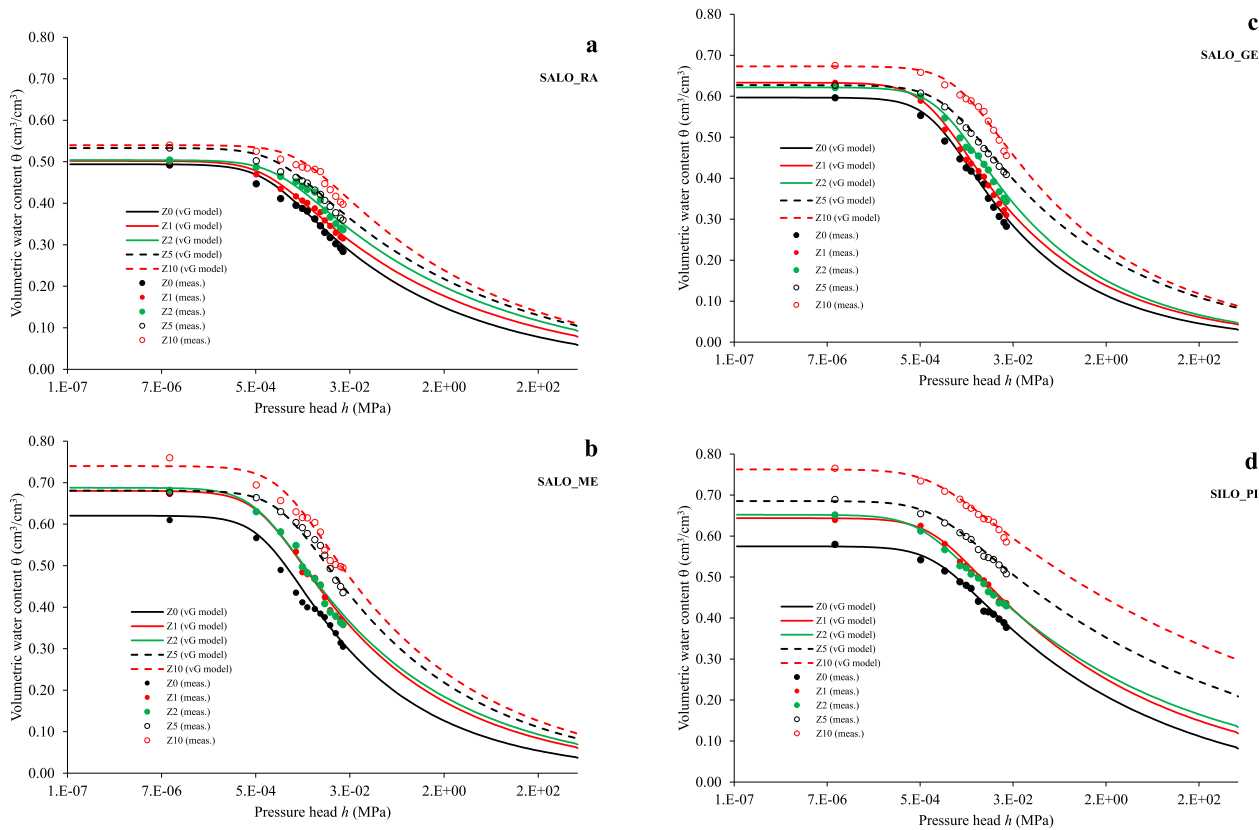 a
SALO_RA
Volumetric water content θ (cm³/cm³)
0.80
0.70
0.60
0.50
0.40
0.30
0.20
0.10
0.00
Z0 (vG model)
Z1 (vG model)
Z2 (vG model)
Z5 (vG model)
Z10 (vG model)
Z0 (meas.)
Z1 (meas.)
Z2 (meas.)
Z5 (meas.)
Z10 (meas.)
1.E-07 7.E-06 5.E-04 3.E-02 2.E+00 2.E+02
Pressure head h (MPa)
c
SALO_GE
Volumetric water content θ (cm³/cm³)
0.80
0.70
0.60
0.50
0.40
0.30
0.20
0.10
0.00
Z0 (vG model)
Z1 (vG model)
Z2 (vG model)
Z5 (vG model)
Z10 (vG model)
Z0 (meas.)
Z1 (meas.)
Z2 (meas.)
Z5 (meas.)
Z10 (meas.)
1.E-07 7.E-06 5.E-04 3.E-02 2.E+00 2.E+02
Pressure head h (MPa)
b
SALO_ME
Volumetric water content θ (cm³/cm³)
0.80
0.70
0.60
0.50
0.40
0.30
0.20
0.10
0.00
Z0 (vG model)
Z1 (vG model)
Z2 (vG model)
Z5 (vG model)
Z10 (vG model)
Z0 (meas.)
Z1 (meas.)
Z2 (meas.)
Z5 (meas.)
Z10 (meas.)
1.E-07 7.E-06 5.E-04 3.E-02 2.E+00 2.E+02
Pressure head h (MPa)
d
SILO_PI
Volumetric water content θ (cm³/cm³)
0.80
0.70
0.60
0.50
0.40
0.30
0.20
0.10
0.00
Z0 (vG model)
Z1 (vG model)
Z2 (vG model)
Z5 (vG model)
Z10 (vG model)
Z0 (meas.)
Z1 (meas.)
Z2 (meas.)
Z5 (meas.)
Z10 (meas.)
1.E-07 7.E-06 5.E-04 3.E-02 2.E+00 2.E+02
Pressure head h (MPa)